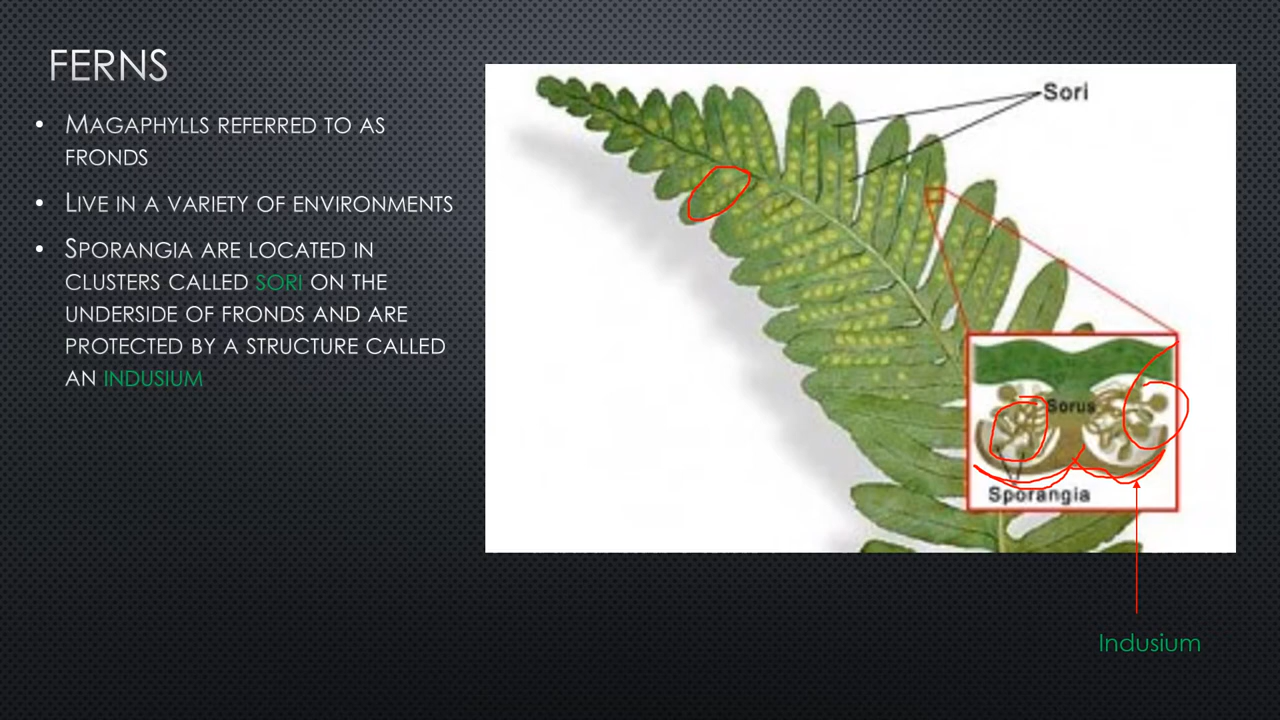 FERNS
• MAGAPHYLLS REFERRED TO AS
FRONDS
• LIVE IN A VARIETY OF ENVIRONMENTS
• SPORANGIA ARE LOCATED IN
CLUSTERS CALLED SORI ON THE
UNDERSIDE OF FRONDS AND ARE
PROTECTED BY A STRUCTURE CALLED
AN INDUSIUM
Sori
Sorus
Sporangia
Indusium